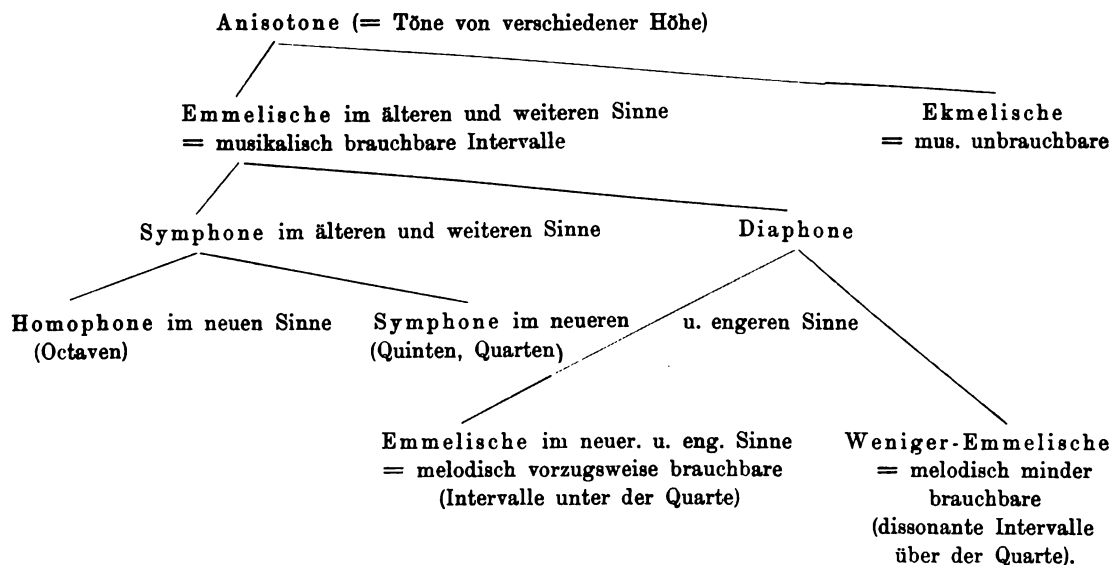 Anisotone (= Töne von verschiedener Höhe)
Emmelische im älteren und weiteren Sinne
= musikalisch brauchbare Intervalle
Ekmelische
= mus. unbrauchbare
Symphone im älteren und weiteren Sinne
Diaphone
Homophone im neuen Sinne
(Octaven)
Symphone im neueren u. engeren Sinne
(Quinten, Quarten)
Emmelische im neuer. u. eng. Sinne
= melodisch vorzugsweise brauchbare
(Intervalle unter der Quarte)
Weniger-Emmelische
= melodisch minder
brauchbare
(dissonante Intervalle
über der Quarte).